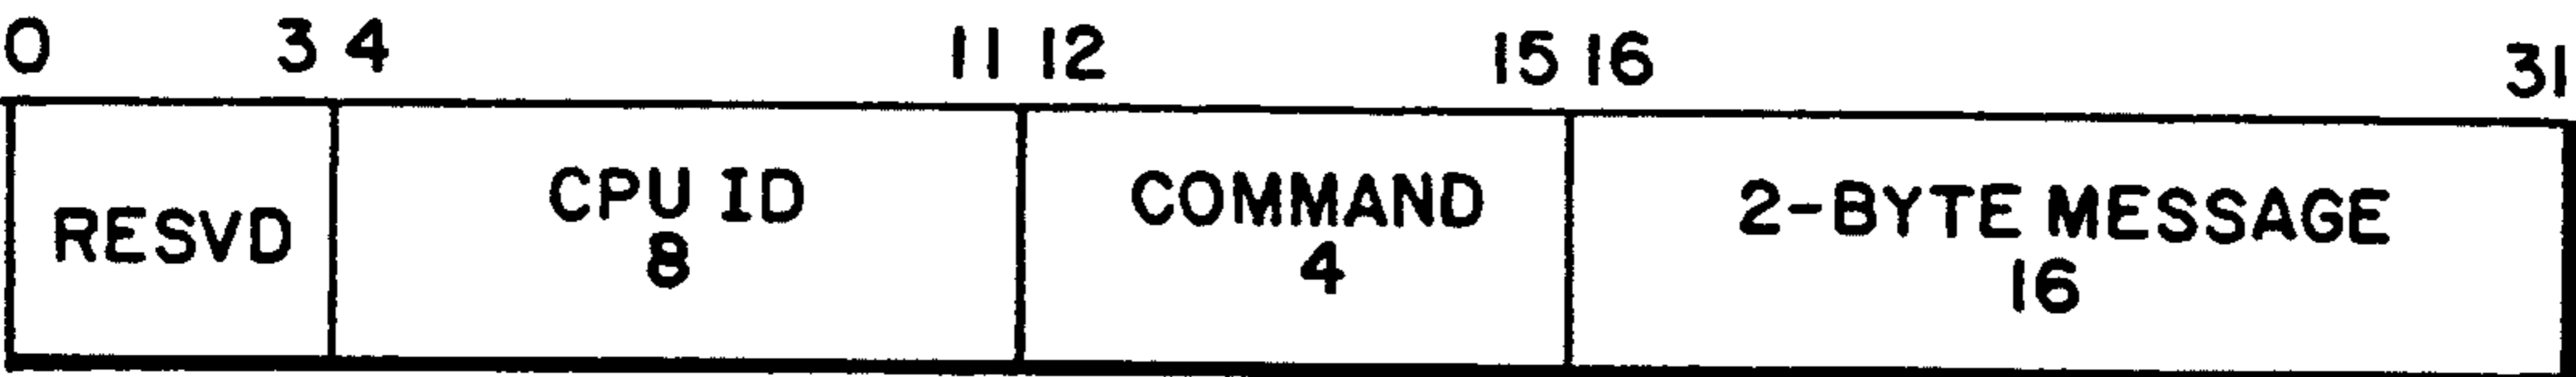 0 3 4 11 12 15 16 31
RESVD
CPU ID
8
COMMAND
4
2-BYTE MESSAGE
16